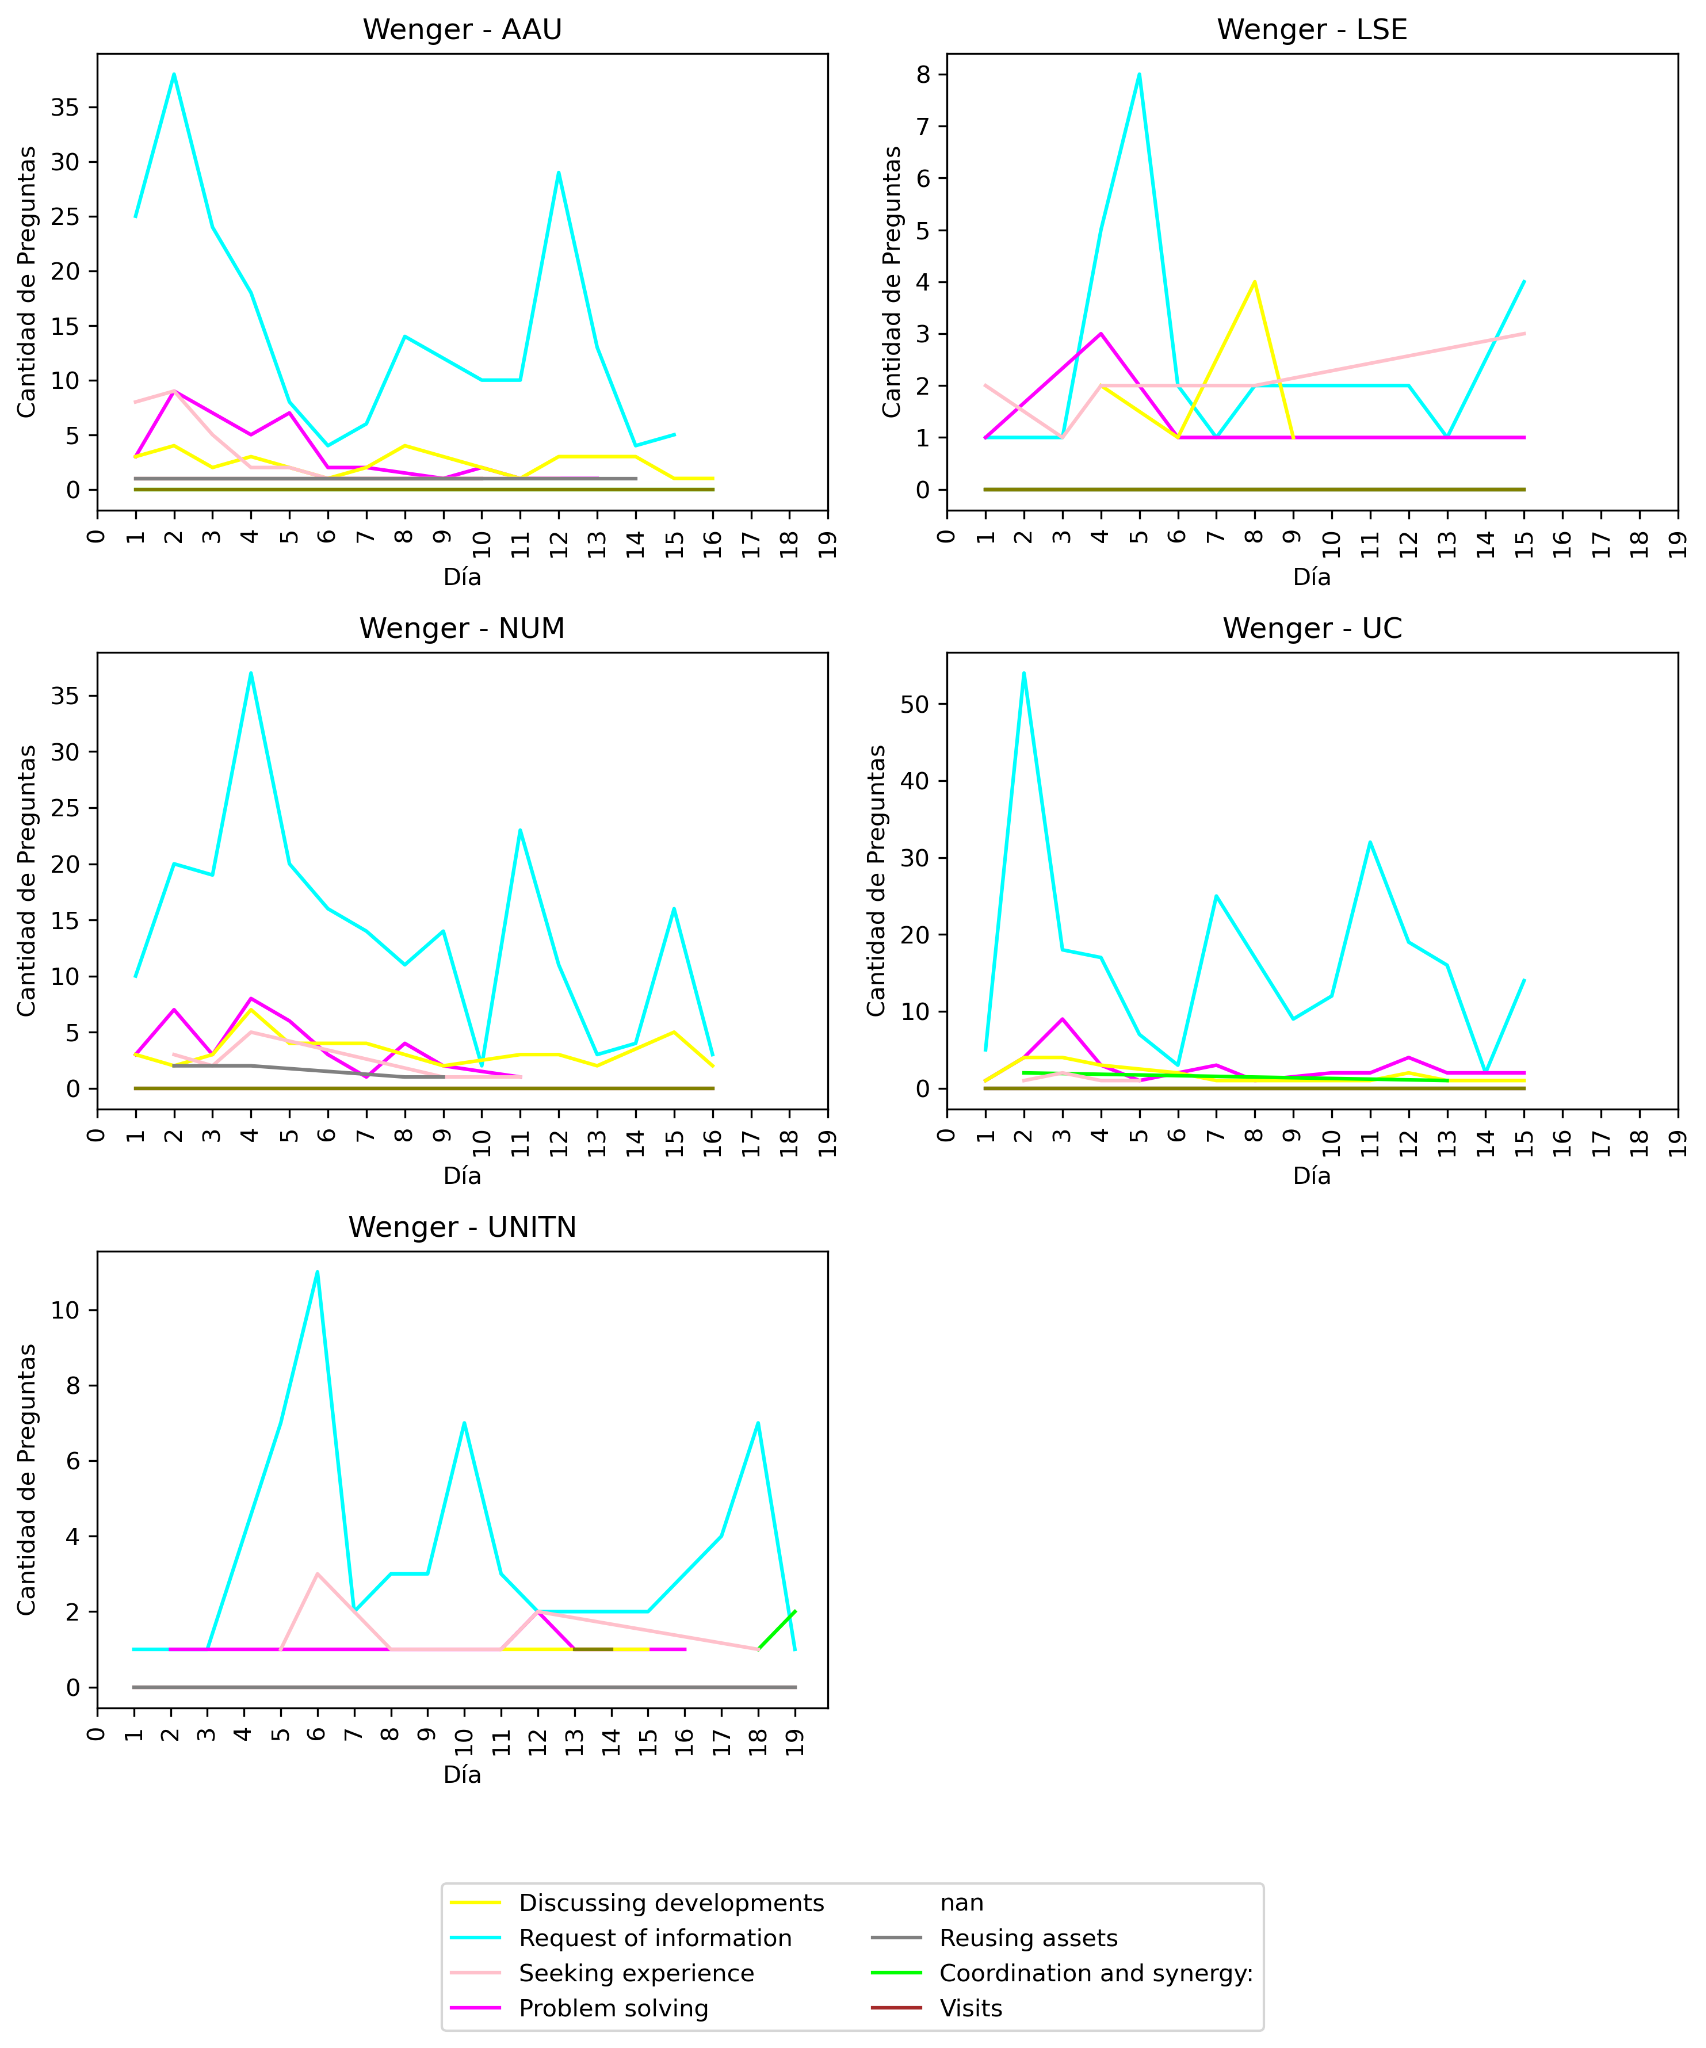 Wenger - AAU
Cantidad de Preguntas
35
30
25
20
15
10
5
0
0 1 2 3 4 5 6 7 8 9 10 11 12 13 14 15 16 17 18 19
Día
Wenger - LSE
Cantidad de Preguntas
8
7
6
5
4
3
2
1
0
0 1 2 3 4 5 6 7 8 9 10 11 12 13 14 15 16 17 18 19
Día
Wenger - NUM
Cantidad de Preguntas
35
30
25
20
15
10
5
0
0 1 2 3 4 5 6 7 8 9 10 11 12 13 14 15 16 17 18 19
Día
Wenger - UC
Cantidad de Preguntas
50
40
30
20
10
0
0 1 2 3 4 5 6 7 8 9 10 11 12 13 14 15 16 17 18 19
Día
Wenger - UNITN
Cantidad de Preguntas
10
8
6
4
2
0
0 1 2 3 4 5 6 7 8 9 10 11 12 13 14 15 16 17 18 19
Día
Discussing developments
Request of information
Seeking experience
Problem solving
nan
Reusing assets
Coordination and synergy:
Visits